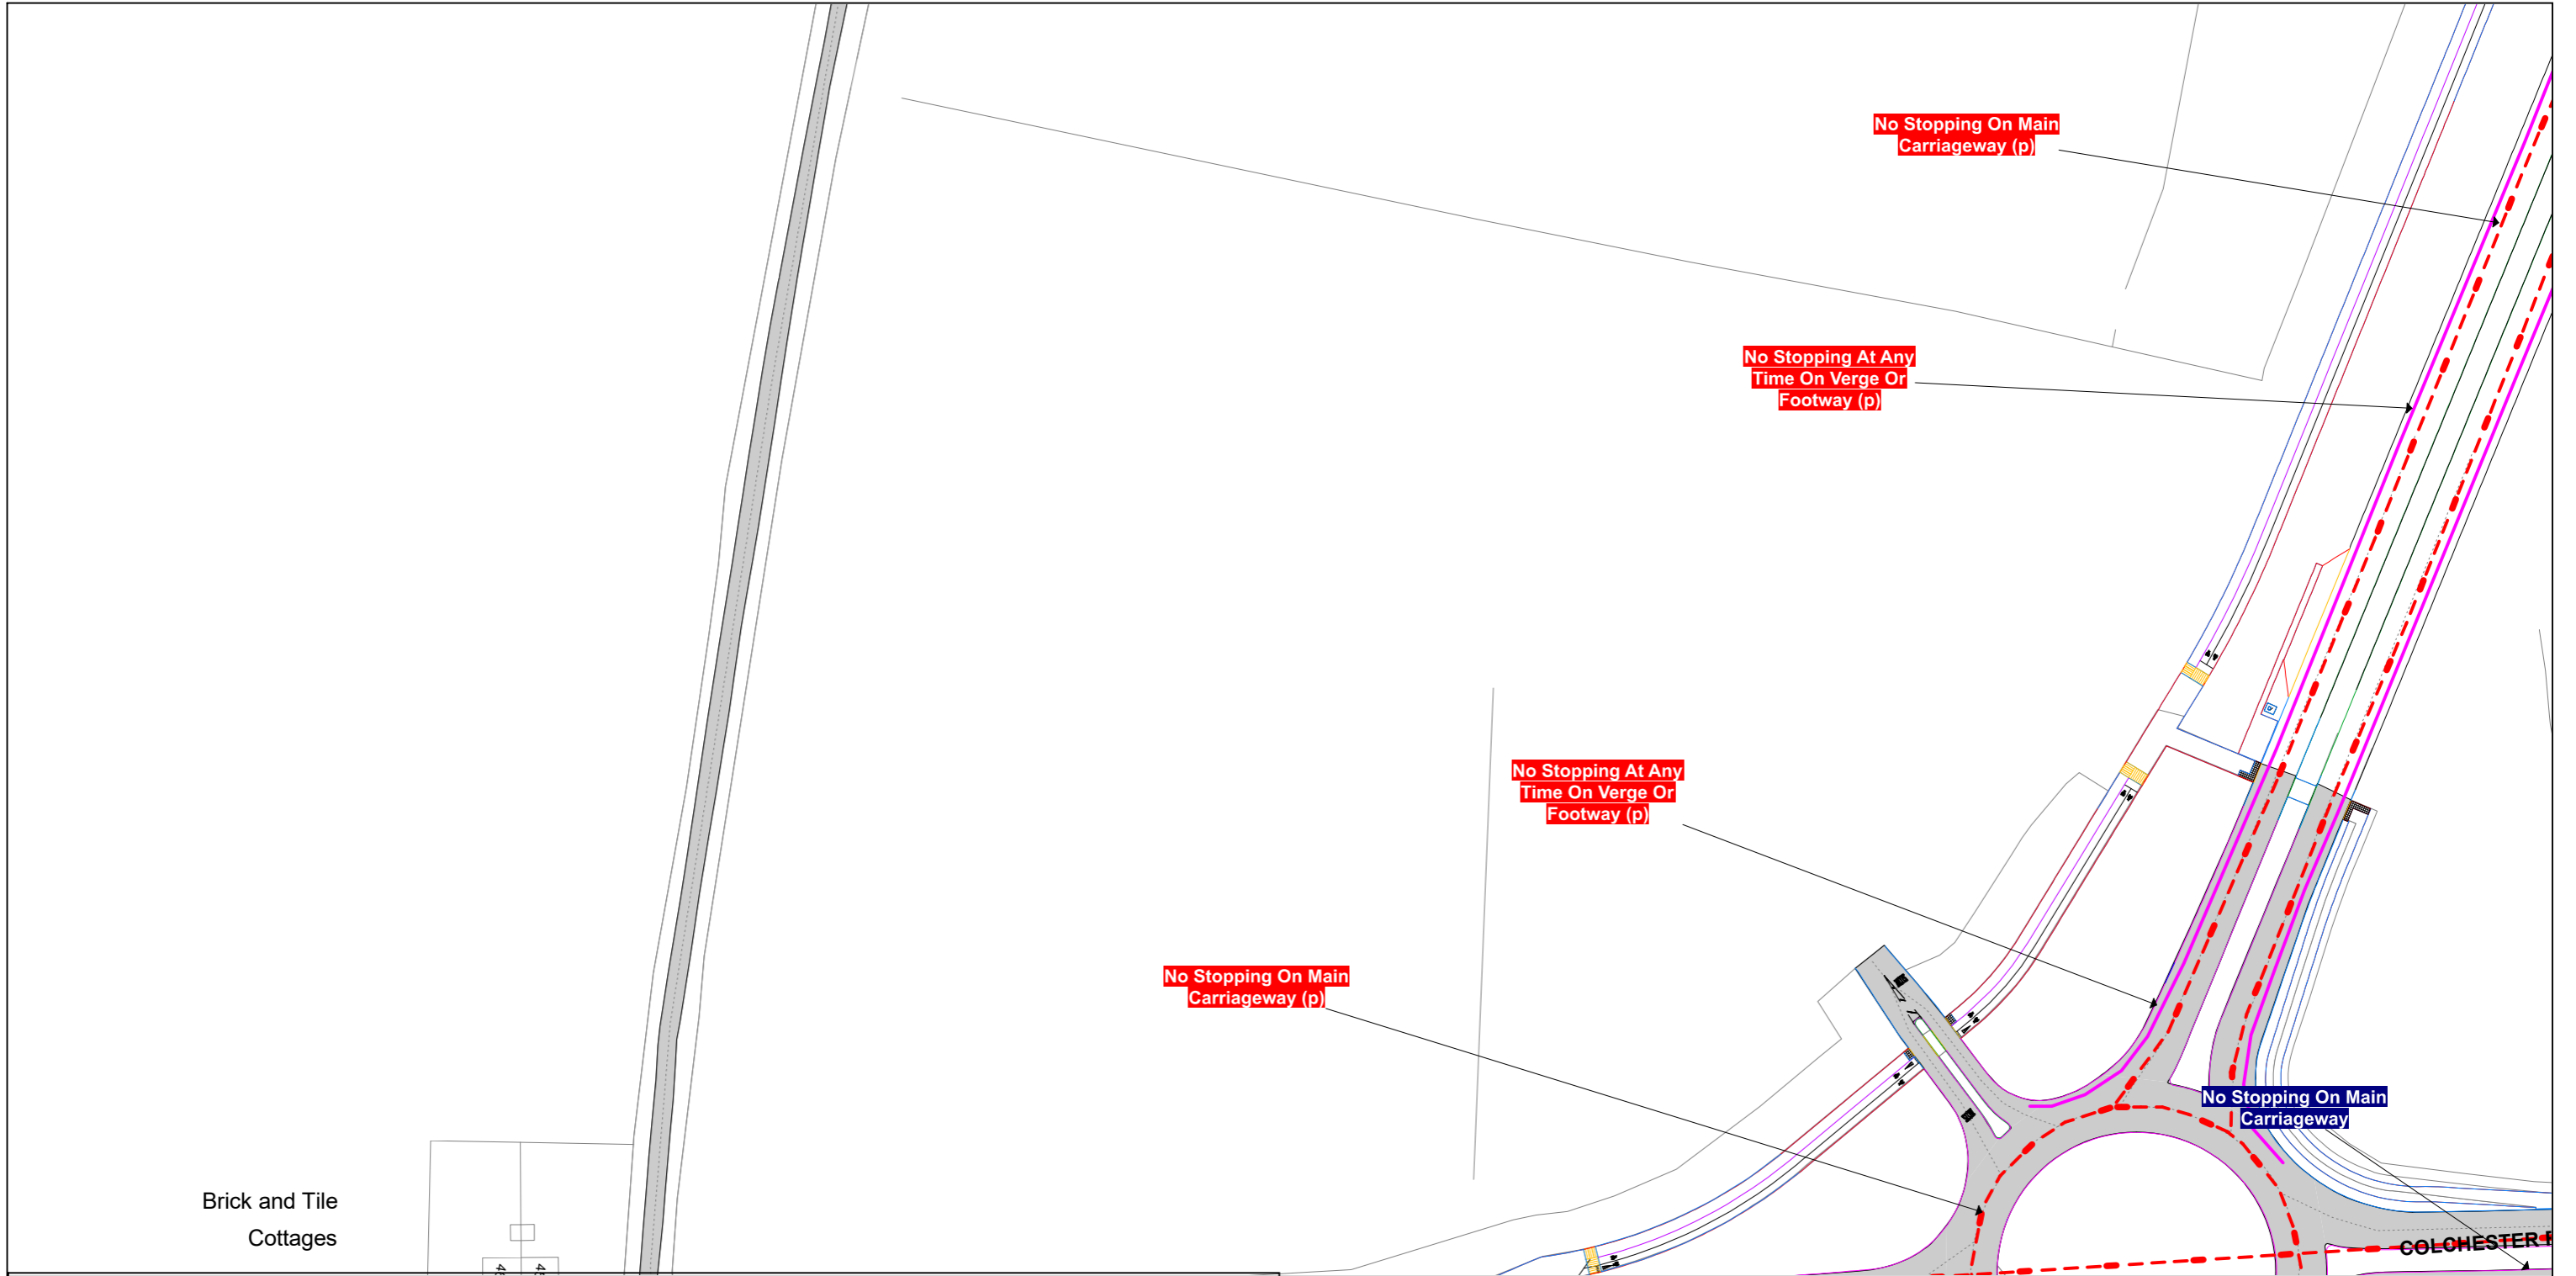 No Stopping On Main
Carriageway (p)
No Stopping At Any
Time On Verge Or
Footway (p)
No Stopping At Any
Time On Verge Or
Footway (p)
No Stopping On Main
Carriageway (p)
No Stopping On Main
Carriageway
Brick and Tile
Cottages
COLCHESTER